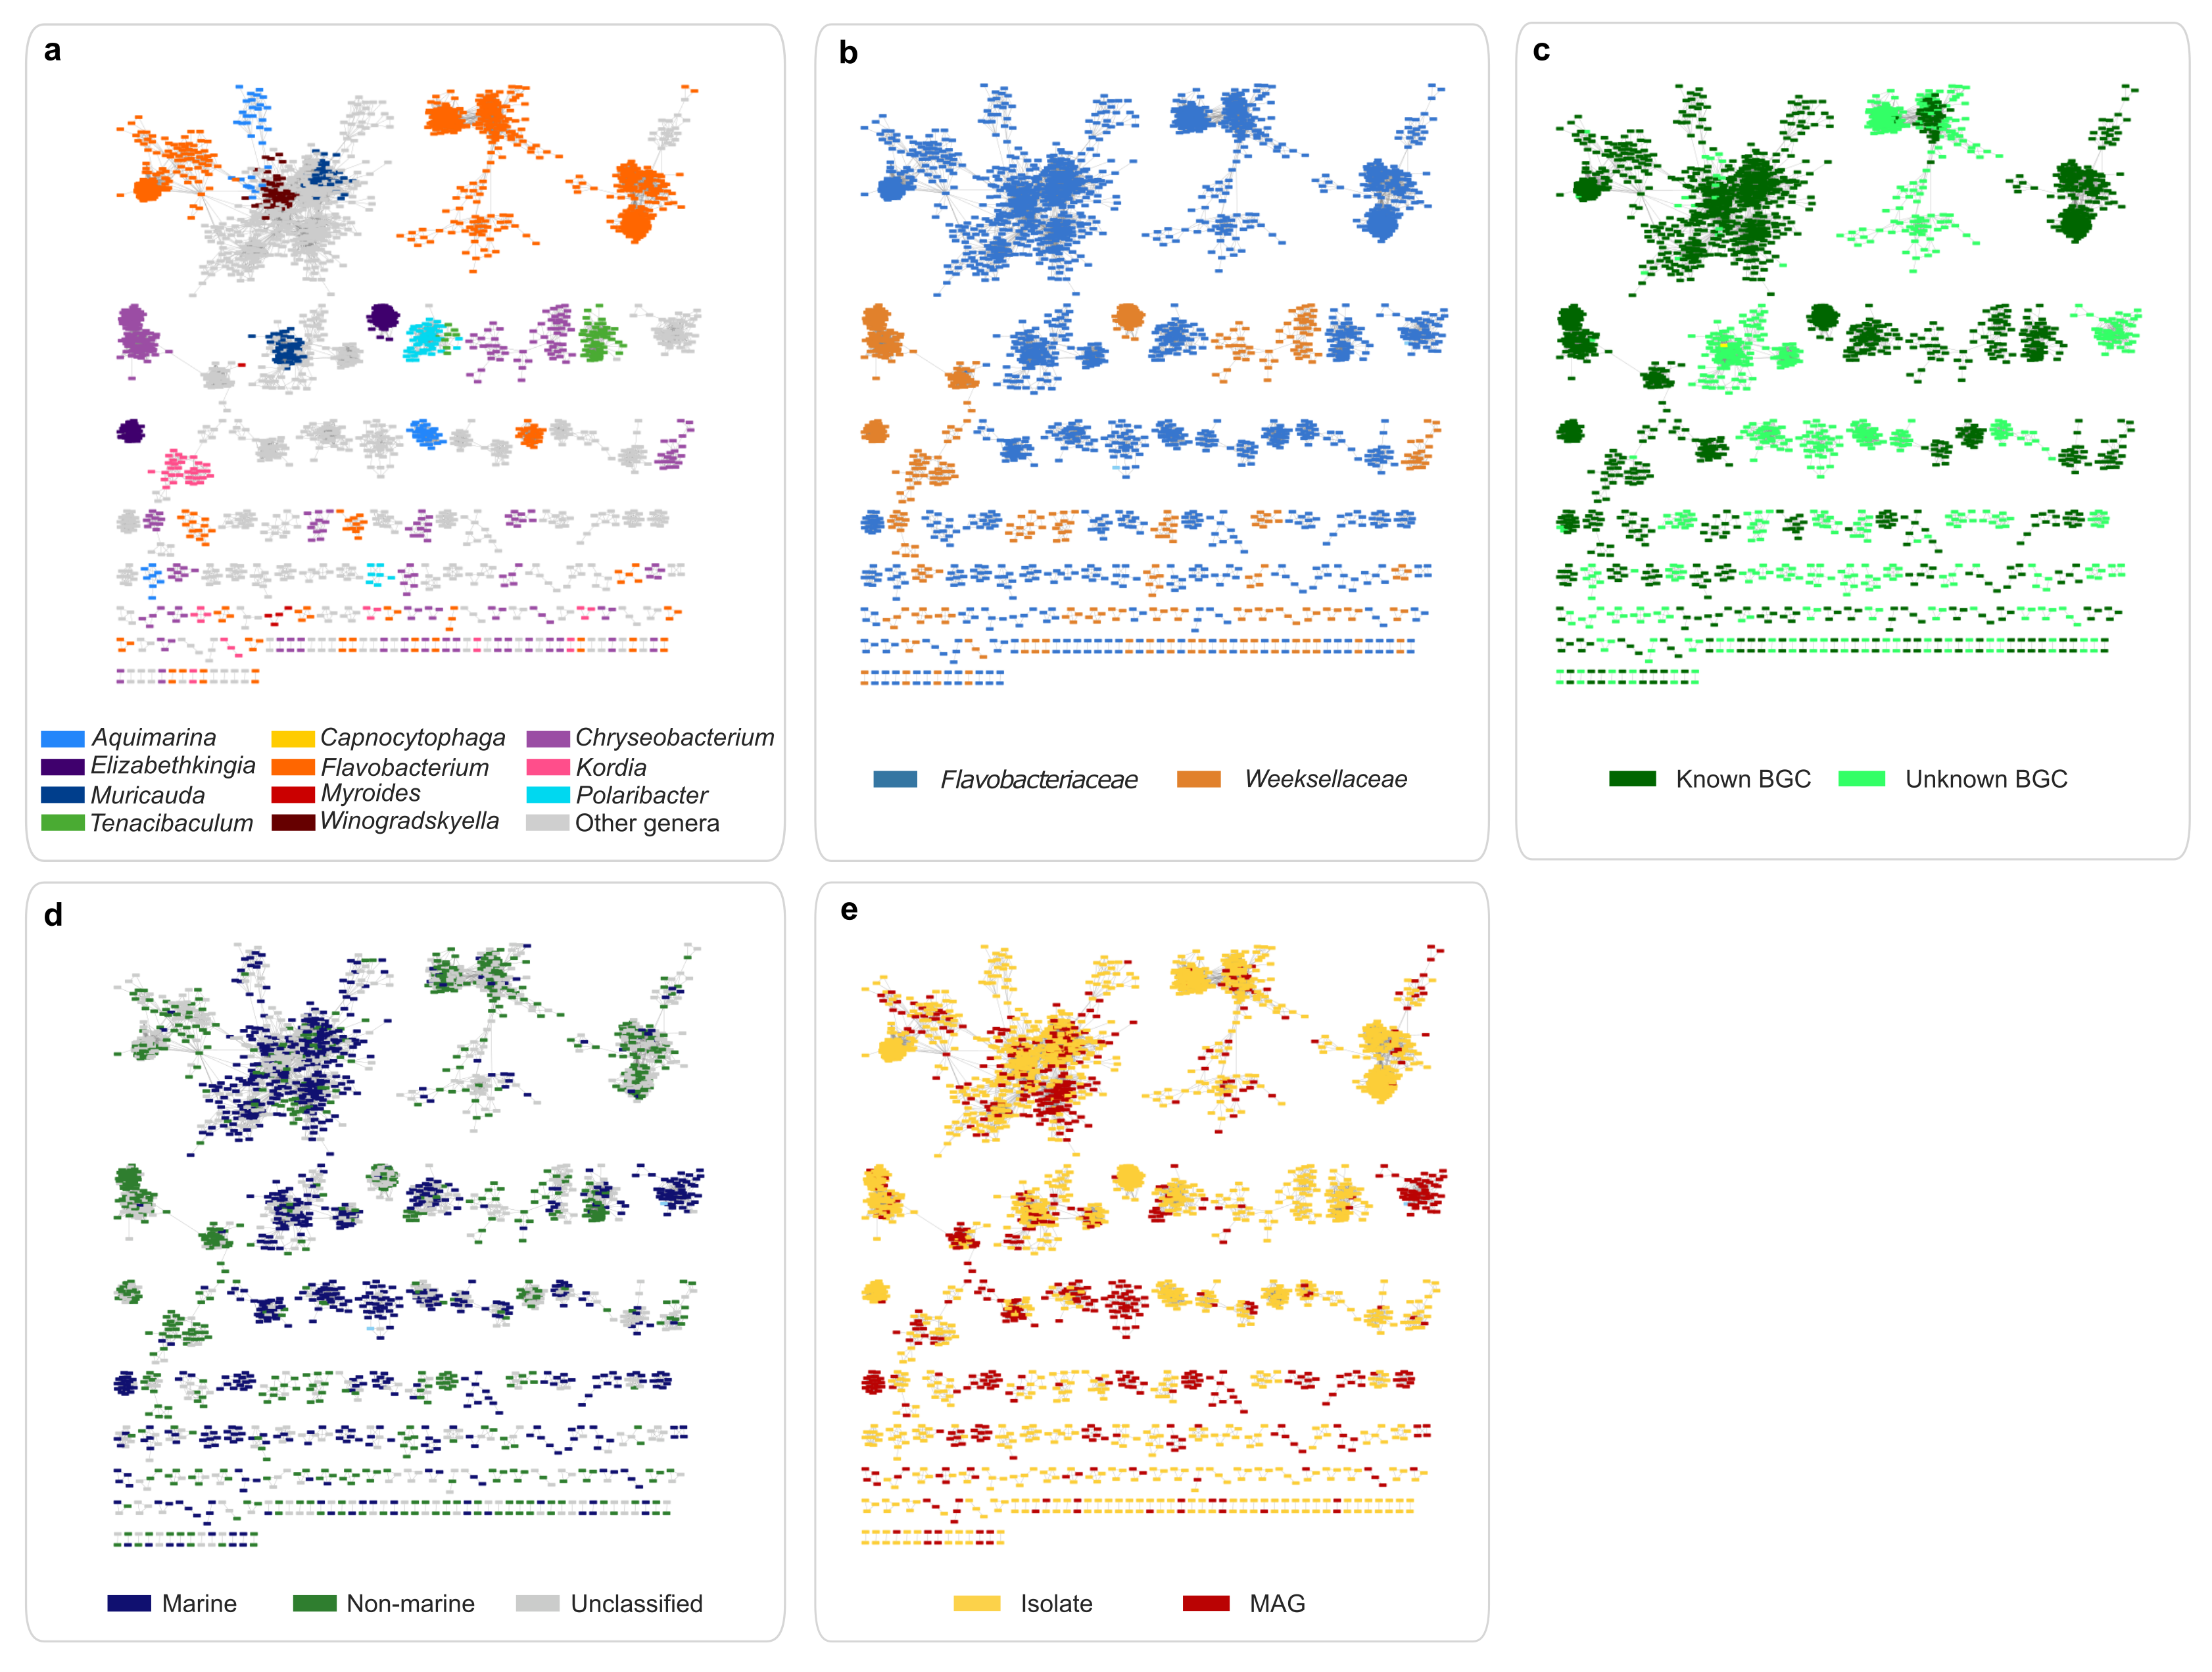 a
b
c
Aquimarina Capnocytophaga Chryseobacterium
Elizabethkingia Flavobacterium Kordia
Muricauda Myroides Polaribacter
Tenacibaculum Winogradskyella Other genera
Flavobacteriaceae Weeksellaceae
Known BGC Unknown BGC
d
e
Marine Non-marine Unclassified
Isolate MAG